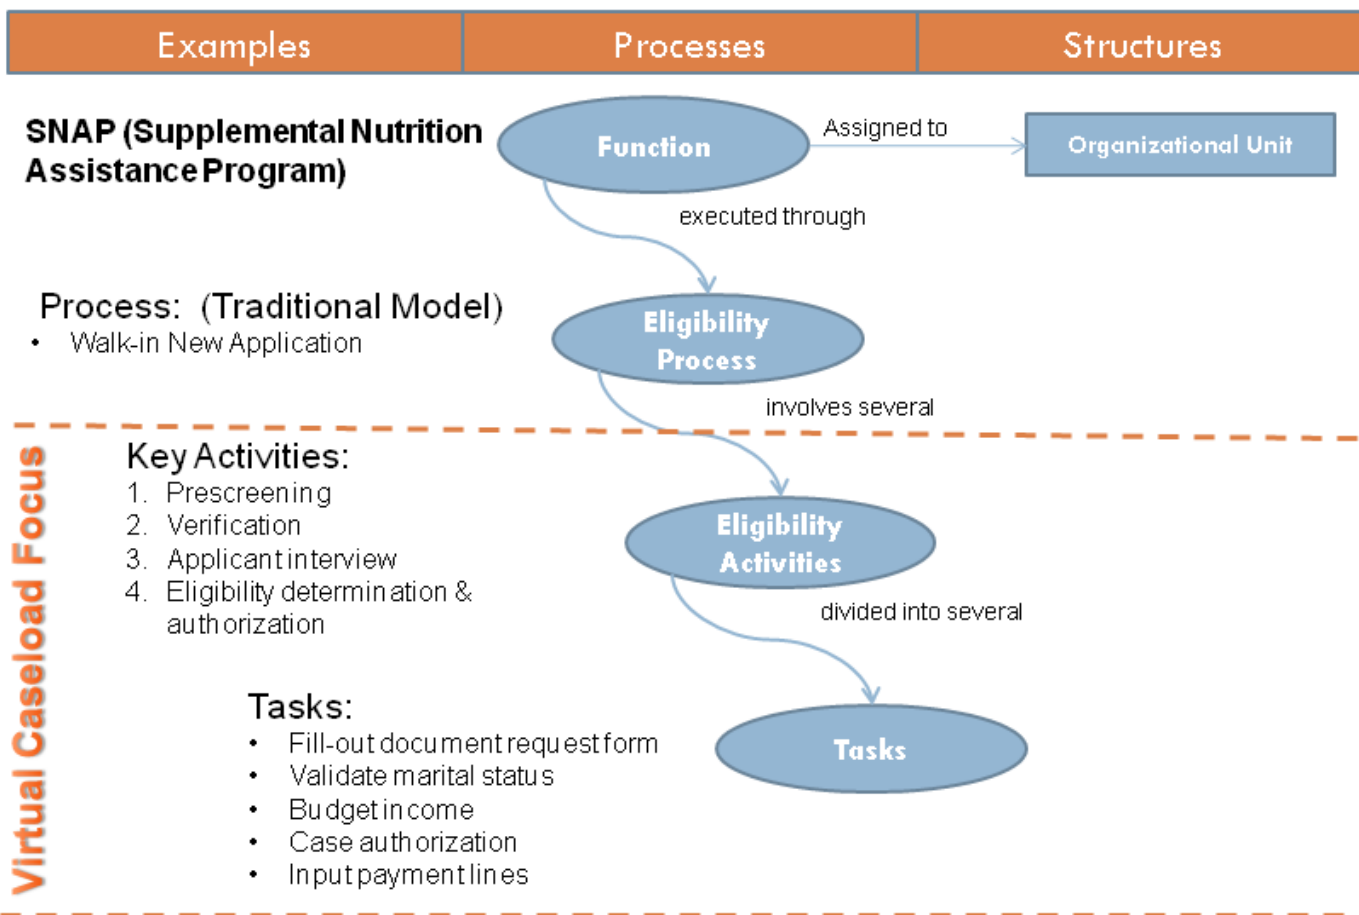 Examples
Processes
Structures
SNAP (Supplemental Nutrition
Assistance Program)
Function
Assigned to
Organizational Unit
executed through
Process: (Traditional Model)
• Walk-in New Application
Eligibility
Process
involves several
Virtual Caseload Focus
Key Activities:
1. Prescreening
2. Verification
3. Applicant interview
4. Eligibility determination &
authorization
Eligibility
Activities
divided into several
Tasks:
• Fill-out document request form
• Validate marital status
• Budget income
• Case authorization
• Input payment lines
Tasks